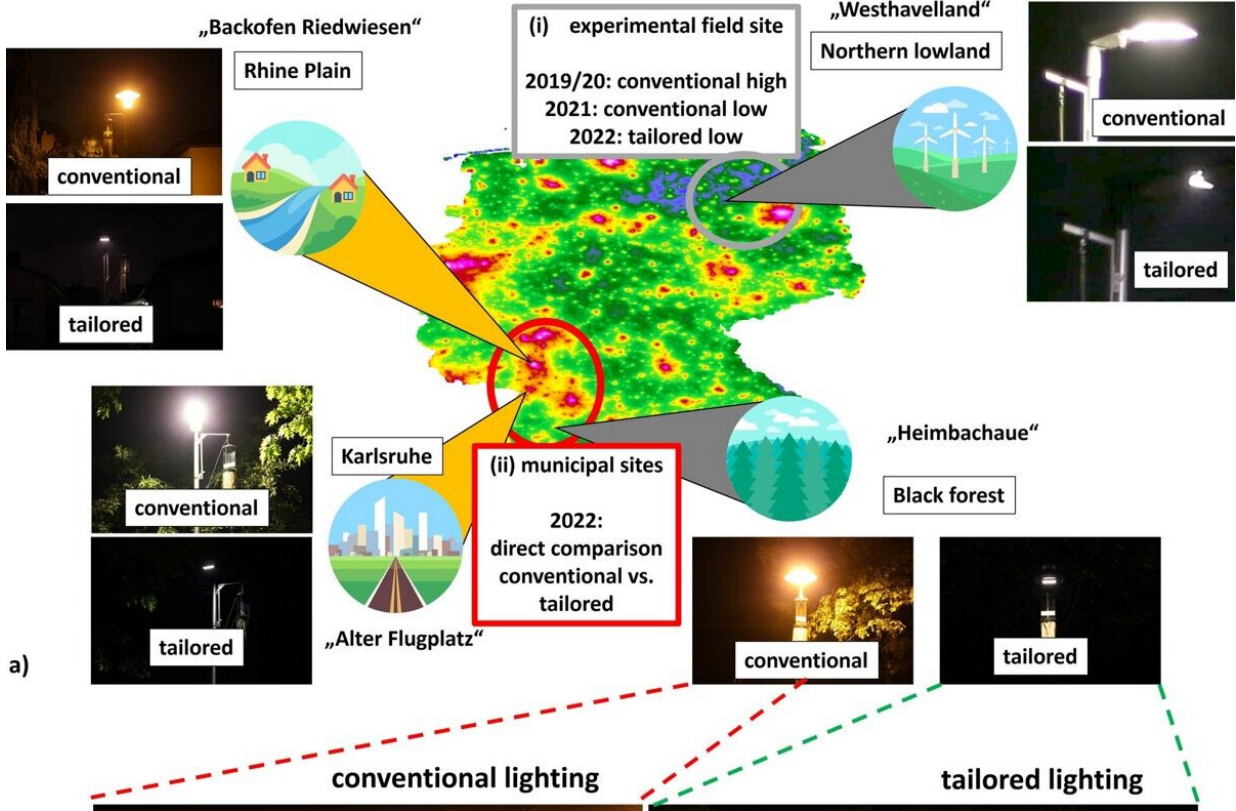 „Backofen Riedwiesen“
Rhine Plain
conventional
tailored
(i) experimental field site
2019/20: conventional high
2021: conventional low
2022: tailored low
„Westhavelland“
Northern lowland
conventional
tailored
conventional
tailored
Karlsruhe
„Alter Flugplatz“
(ii) municipal sites
2022:
direct comparison
conventional vs.
tailored
„Heimbachaue“
Black forest
conventional
tailored
a)
conventional lighting
tailored lighting